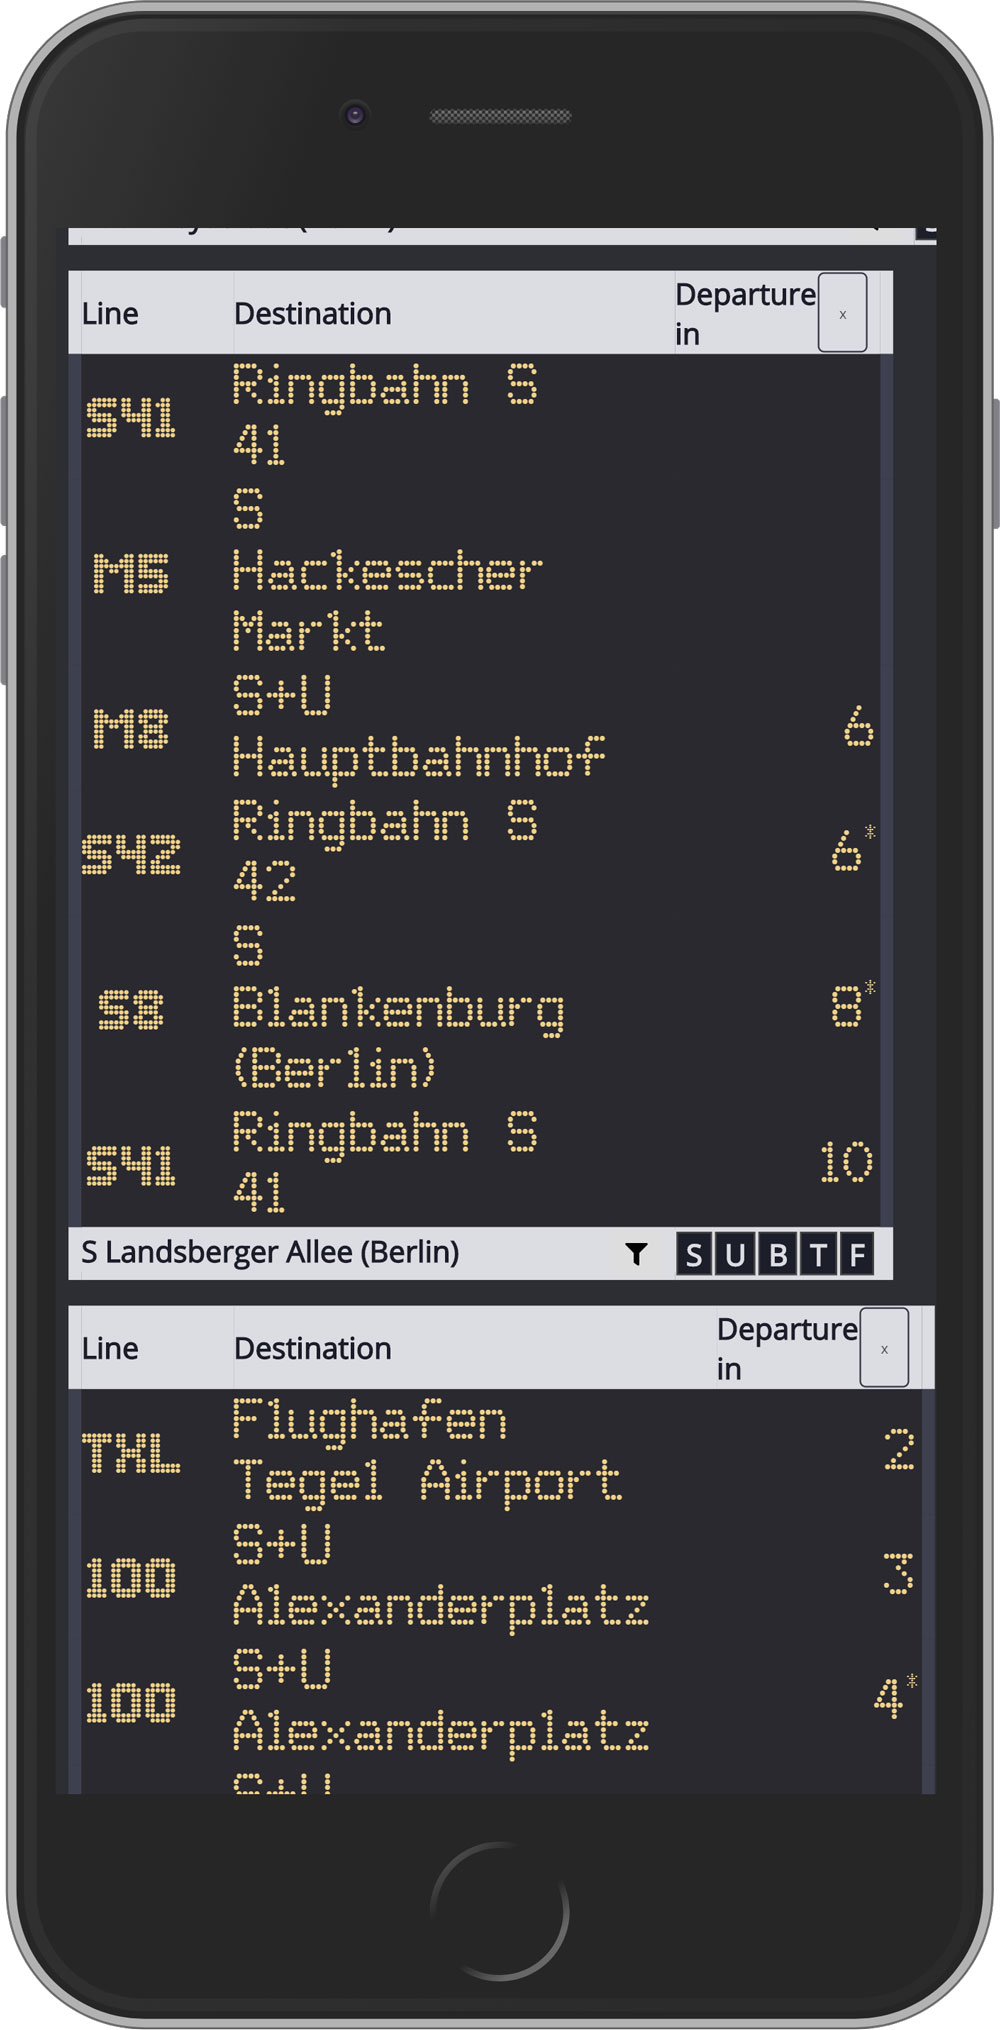 Line Destination Departure in x
S41 Ringbahn S
41
M5 S
Hackescher
Markt
M8 S+U
Hauptbahnhof 6
S42 Ringbahn S
42 6*
S8 S
Blankenburg
(Berlin) 8*
S41 Ringbahn S
41 10
S Landsberger Allee (Berlin) S U B T F
Line Destination Departure in x
TXL Flughafen
Tegel Airport 2
100 S+U
Alexanderplatz 3
100 S+U
Alexanderplatz 4*
S+U